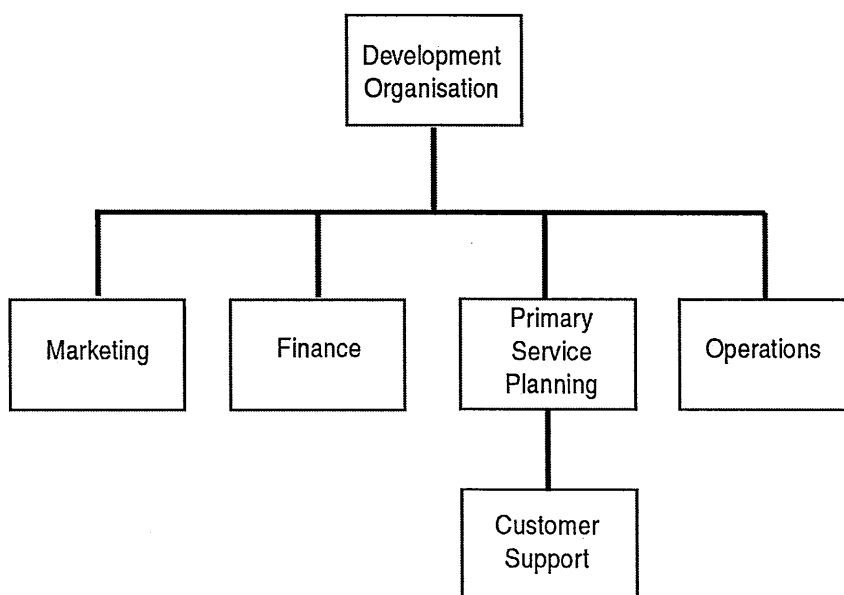 Development
Organisation
Marketing
Finance
Primary
Service
Planning
Operations
Customer
Support